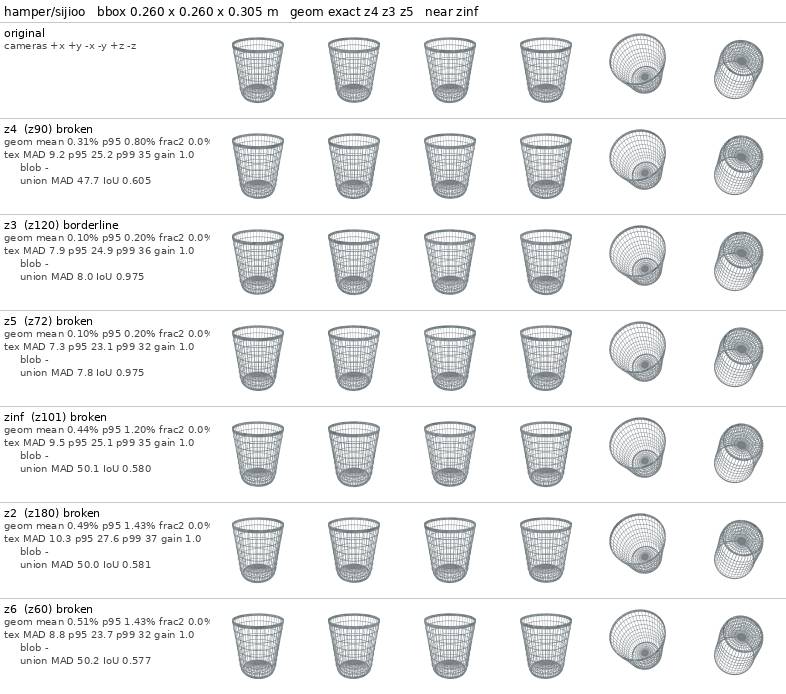 hamper/sijioo   bbox 0.260 x 0.260 x 0.305 m   geom exact z4 z3 z5   near zinf
original
cameras +x +y -x -y +z -z
z4  (z90) broken
geom mean 0.31% p95 0.80% frac2 0.0%
tex MAD 9.2 p95 25.2 p99 35 gain 1.0
blob -
union MAD 47.7 IoU 0.605
z3  (z120) borderline
geom mean 0.10% p95 0.20% frac2 0.0%
tex MAD 7.9 p95 24.9 p99 36 gain 1.0
blob -
union MAD 8.0 IoU 0.975
z5  (z72) broken
geom mean 0.10% p95 0.20% frac2 0.0%
tex MAD 7.3 p95 23.1 p99 32 gain 1.0
blob -
union MAD 7.8 IoU 0.975
zinf  (z101) broken
geom mean 0.44% p95 1.20% frac2 0.0%
tex MAD 9.5 p95 25.1 p99 35 gain 1.0
blob -
union MAD 50.1 IoU 0.580
z2  (z180) broken
geom mean 0.49% p95 1.43% frac2 0.0%
tex MAD 10.3 p95 27.6 p99 37 gain 1.0
blob -
union MAD 50.0 IoU 0.581
z6  (z60) broken
geom mean 0.51% p95 1.43% frac2 0.0%
tex MAD 8.8 p95 23.7 p99 32 gain 1.0
blob -
union MAD 50.2 IoU 0.577